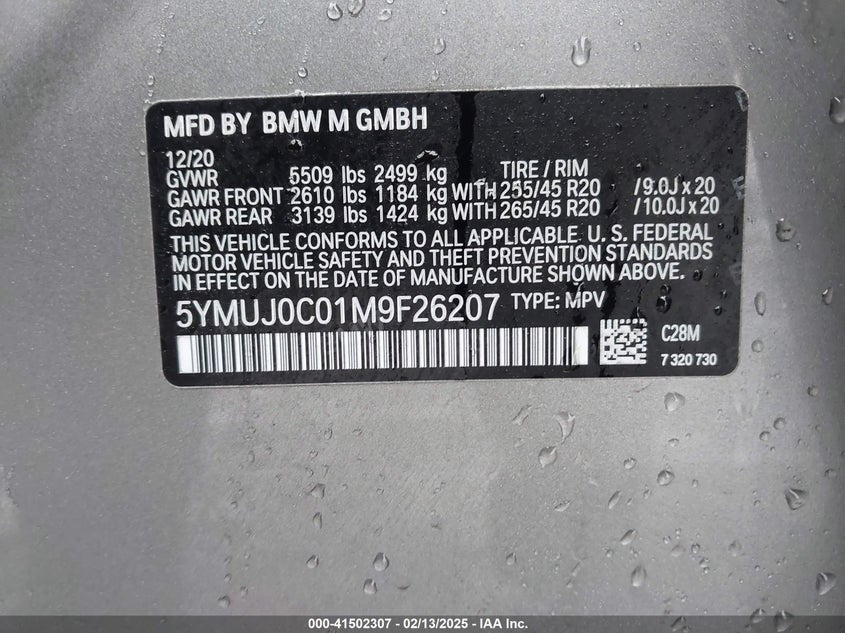 MFD BY BMW M GMBH
12/20
GVWR 5509 lbs 2499 kg TIRE / RIM
GAWR FRONT 2610 lbs 1184 kg WITH 255/45 R20 / 9.0J x 20
GAWR REAR 3139 lbs 1424 kg WITH 265/45 R20 / 10.0J x 20
THIS VEHICLE CONFORMS TO ALL APPLICABLE U. S. FEDERAL
MOTOR VEHICLE SAFETY AND THEFT PREVENTION STANDARDS
IN EFFECT ON THE DATE OF MANUFACTURE SHOWN ABOVE.
5YMUJ0C01M9F26207 TYPE: MPV
C28M
7 320 730
000-41502307 - 02/13/2025 - IAA Inc.